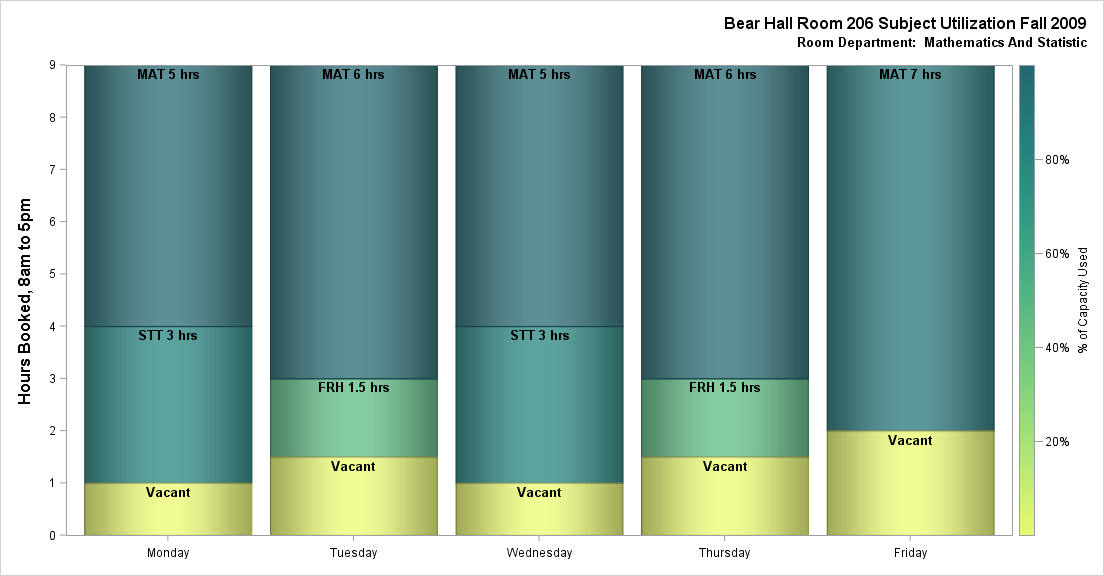 Bear Hall Room 206 Subject Utilization Fall 2009
Room Department: Mathematics And Statistic
Hours Booked, 8am to 5pm
9
8
7
6
5
4
3
2
1
0
MAT 5 hrs
STT 3 hrs
Vacant
Monday
MAT 6 hrs
FRH 1.5 hrs
Vacant
Tuesday
MAT 5 hrs
STT 3 hrs
Vacant
Wednesday
MAT 6 hrs
FRH 1.5 hrs
Vacant
Thursday
MAT 7 hrs
Vacant
Friday
80%
60%
40%
20%
% of Capacity Used